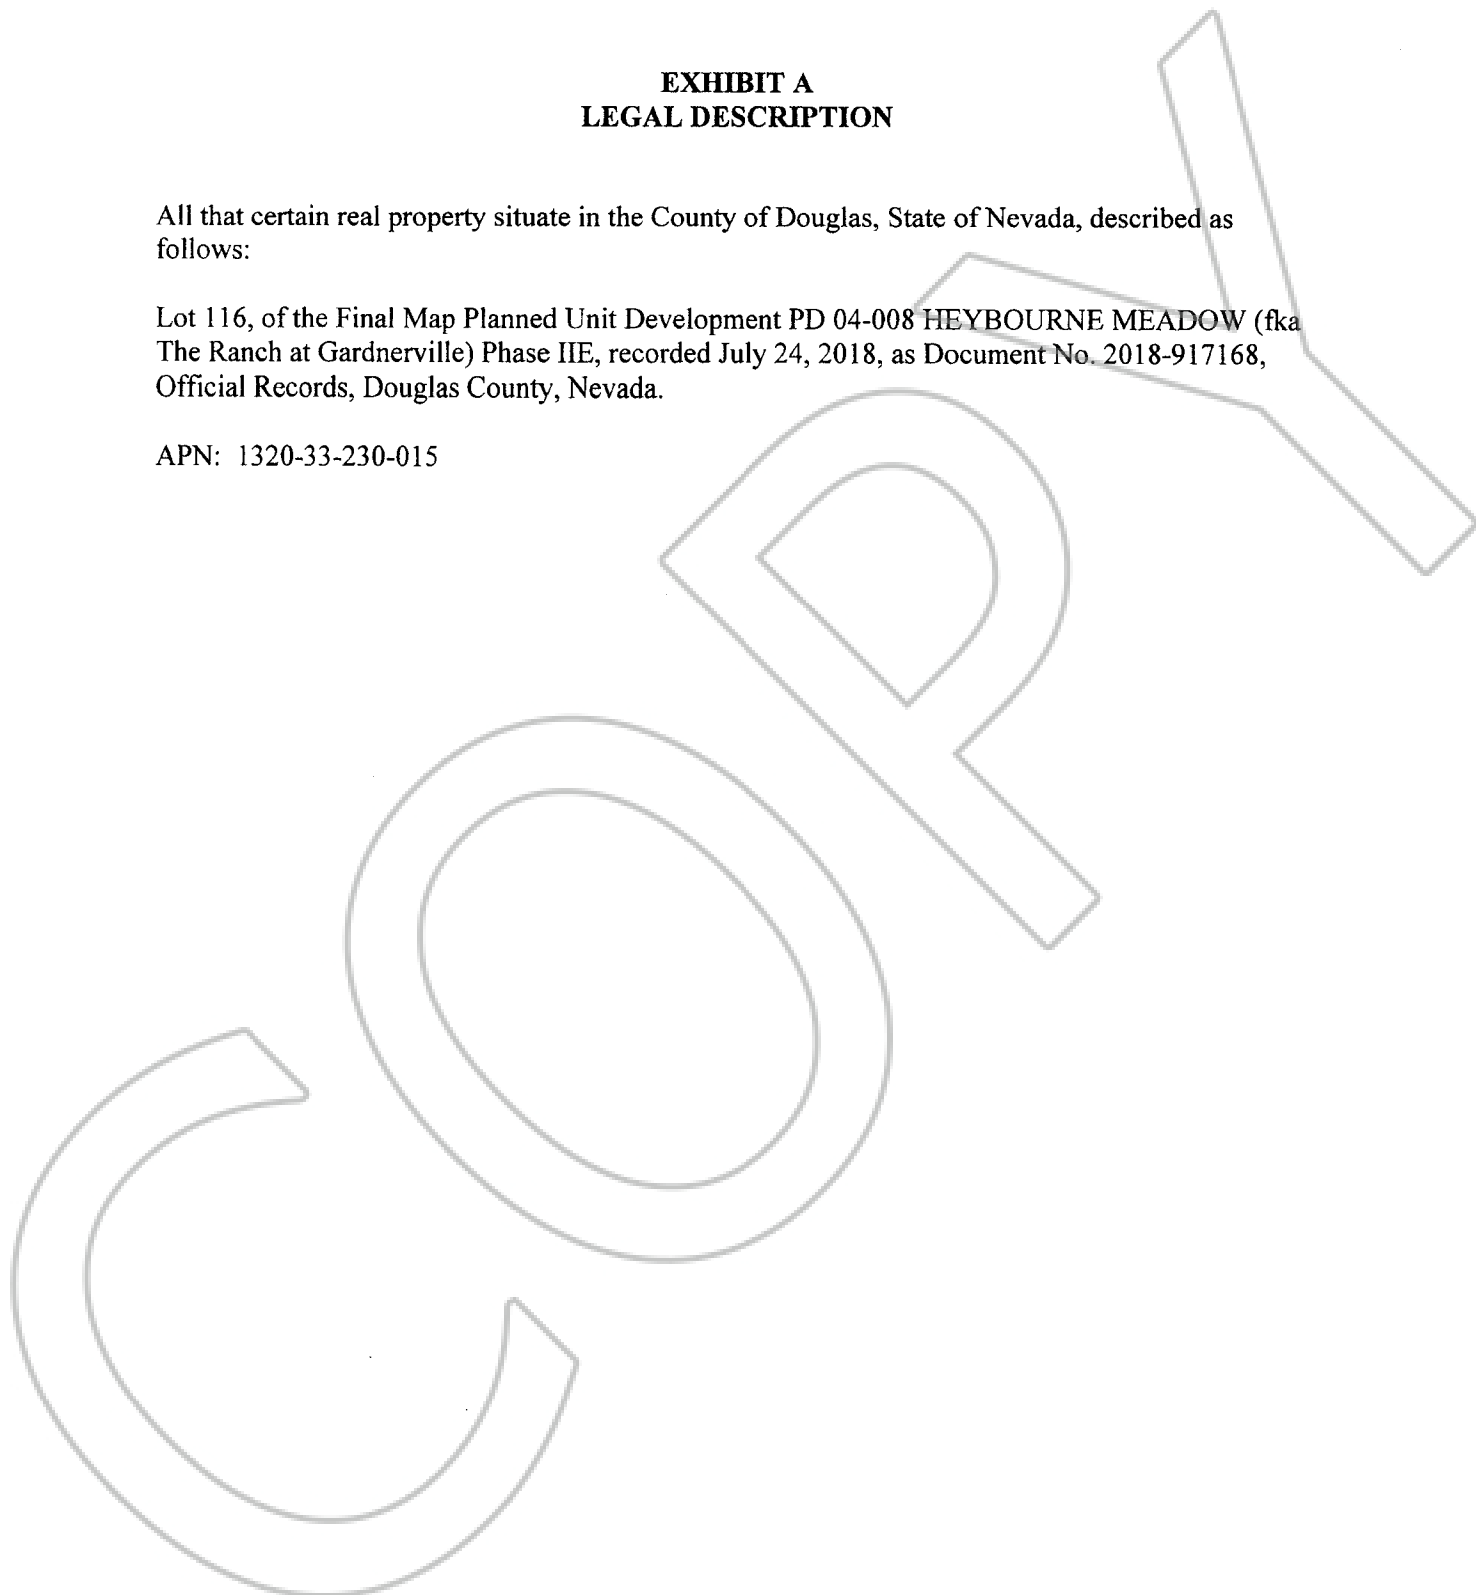 EXHIBIT A
LEGAL DESCRIPTION
All that certain real property situate in the County of Douglas, State of Nevada, described as
follows:
Lot 116, of the Final Map Planned Unit Development PD 04-008 HEYBOURNE MEADOW (fka
The Ranch at Gardnerville) Phase IIE, recorded July 24, 2018, as Document No. 2018-917168,
Official Records, Douglas County, Nevada.
APN: 1320-33-230-015
COPY